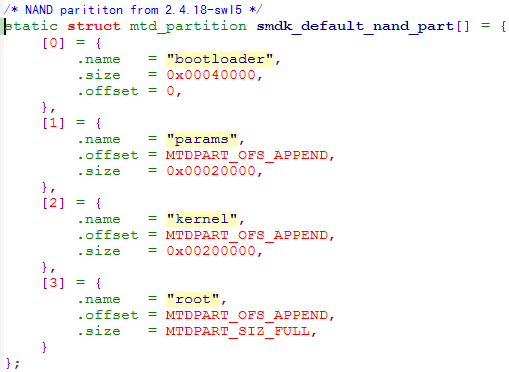 /* NAND parititon from 2.4.18-swl5 */
static struct mtd_partition smdk_default_nand_part[] = {
    [0] = {
        .name   = "bootloader",
        .size   = 0x00040000,
        .offset = 0,
    },
    [1] = {
        .name   = "params",
        .offset = MTDPART_OFS_APPEND,
        .size   = 0x00020000,
    },
    [2] = {
        .name   = "kernel",
        .offset = MTDPART_OFS_APPEND,
        .size   = 0x00200000,
    },
    [3] = {
        .name   = "root",
        .offset = MTDPART_OFS_APPEND,
        .size   = MTDPART_SIZ_FULL,
    }
};